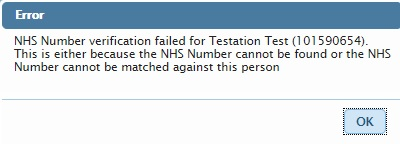 Error
NHS Number verification failed for Testation Test (101590654).
This is either because the NHS Number cannot be found or the NHS
Number cannot be matched against this person
OK